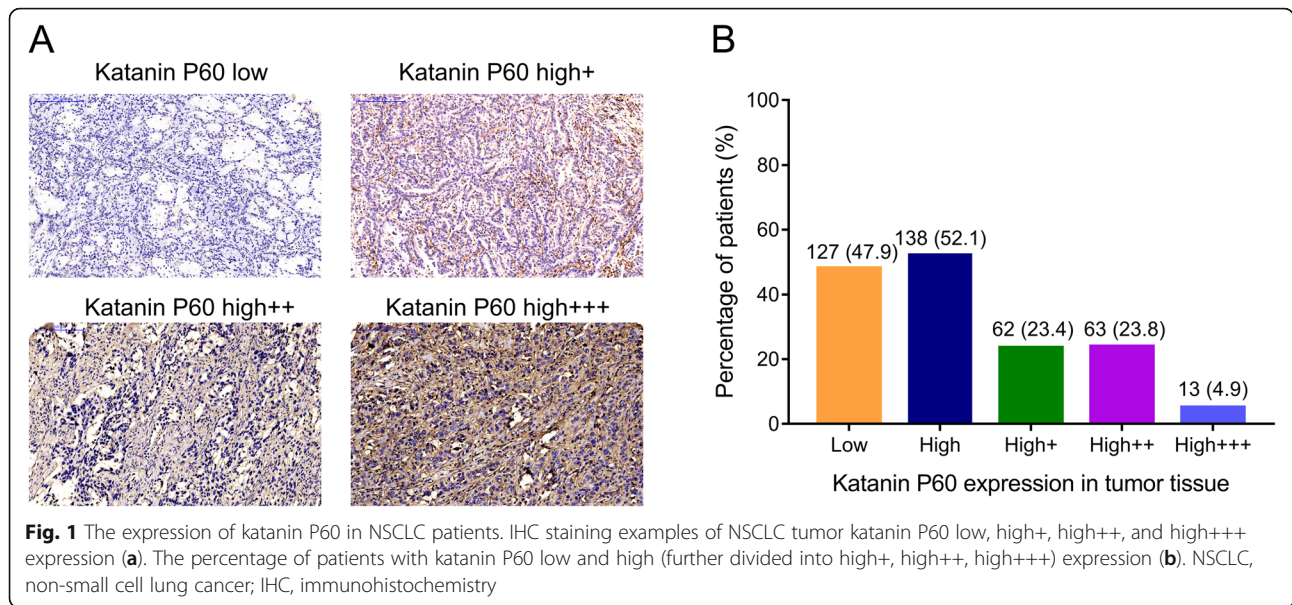 A
Katanin P60 low
Katanin P60 high+
Katanin P60 high++
Katanin P60 high+++
B
Percentage of patients (%)
100
80
60
40
20
0
127 (47.9)
138 (52.1)
62 (23.4)
63 (23.8)
13 (4.9)
Low
High
High+
High++
High+++
Katanin P60 expression in tumor tissue
Fig. 1 The expression of katanin P60 in NSCLC patients. IHC staining examples of NSCLC tumor katanin P60 low, high+, high++, and high+++
expression (a). The percentage of patients with katanin P60 low and high (further divided into high+, high++, high+++) expression (b). NSCLC,
non-small cell lung cancer; IHC, immunohistochemistry